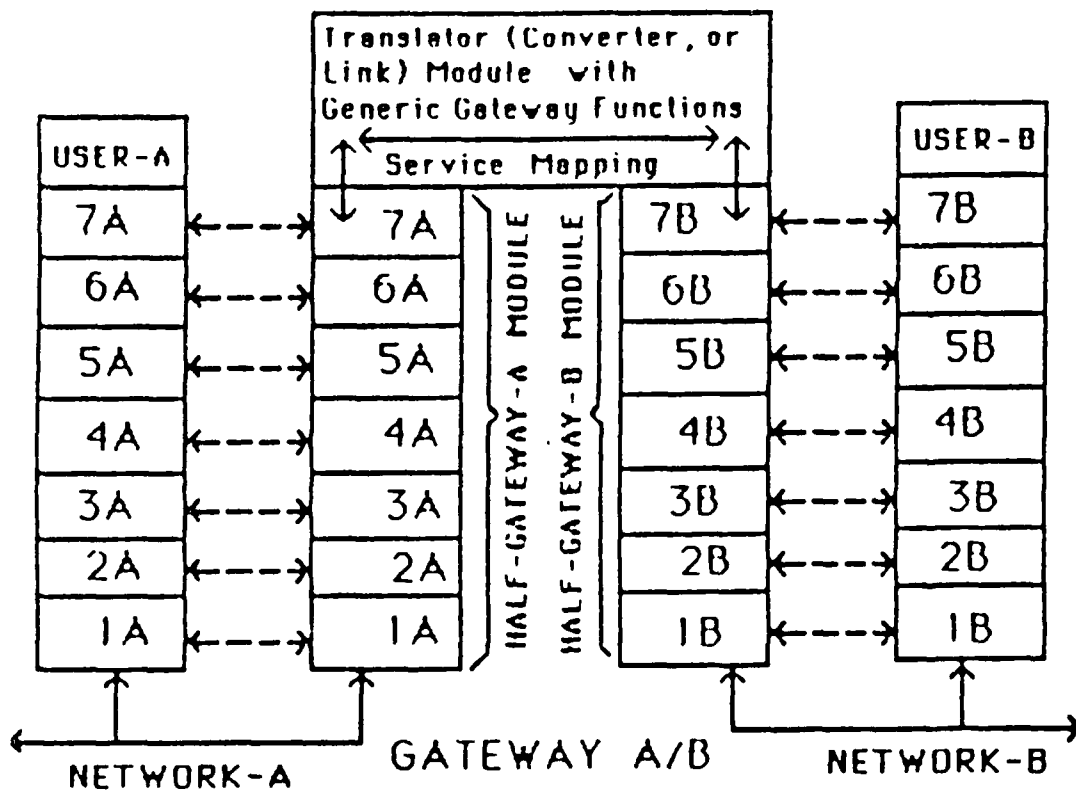 Translator (Converter, or
Link) Module with
Generic Gateway Functions
Service Mapping
USER-A
7A
6A
5A
4A
3A
2A
1A
7A
6A
5A
4A
3A
2A
1A
HALF-GATEWAY-A MODULE
HALF-GATEWAY-B MODULE
7B
6B
5B
4B
3B
2B
1B
USER-B
7B
6B
5B
4B
3B
2B
1B
NETWORK-A
GATEWAY A/B
NETWORK-B